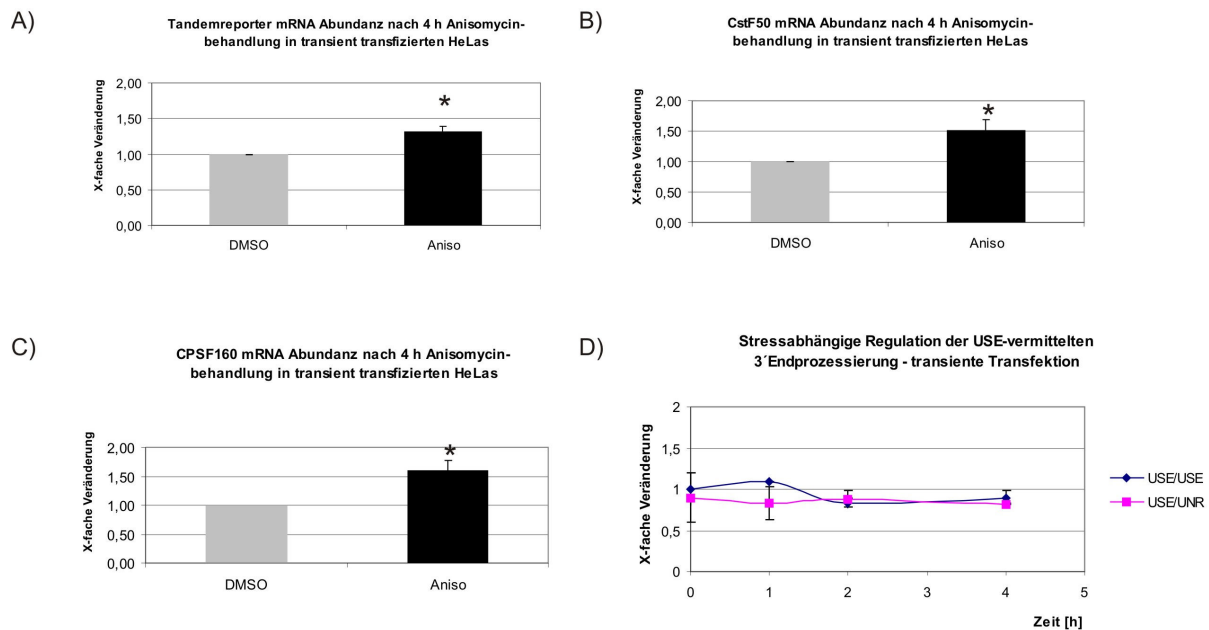 A)
Tandemreporter mRNA Abundanz nach 4 h Anisomycin-
behandlung in transient transfizierten HeLas
X-fache Veränderung
2,00
1,50
1,00
0,50
0,00
*
DMSO
Aniso
B)
CstF50 mRNA Abundanz nach 4 h Anisomycin-
behandlung in transient transfizierten HeLas
X-fache Veränderung
2,00
1,50
1,00
0,50
0,00
*
DMSO
Aniso
C)
CPSF160 mRNA Abundanz nach 4 h Anisomycin-
behandlung in transient transfizierten HeLas
X-fache Veränderung
2,00
1,50
1,00
0,50
0,00
*
DMSO
Aniso
D)
Stressabhängige Regulation der USE-vermittelten
3´Endprozessierung - transiente Transfektion
X-fache Veränderung
2
1,5
1
0,5
0
0 1 2 3 4 5
Zeit [h]
USE/USE
USE/UNR